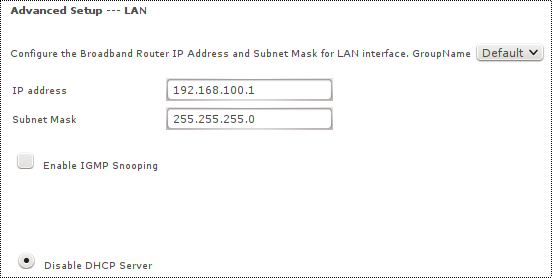 Advanced Setup --- LAN
Configure the Broadband Router IP Address and Subnet Mask for LAN interface. GroupName Default
IP address 192.168.100.1
Subnet Mask 255.255.255.0
Enable IGMP Snooping
Disable DHCP Server